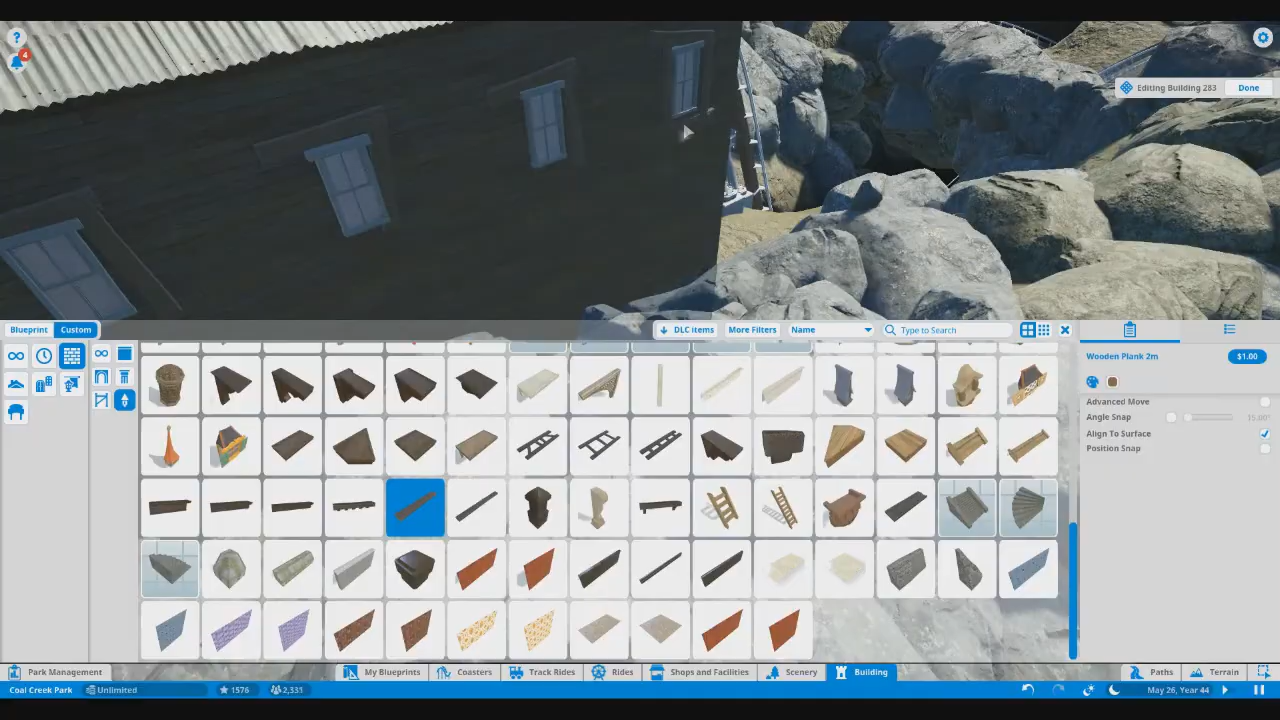 ?
4
Editing Building 283 Done
Blueprint Custom
DLC items More Filters Name Type to Search
Wooden Plank 2m $1.00
Advanced Move
Angle Snap 15.00°
Align To Surface
Position Snap
Park Management My Blueprints Coasters Track Rides Rides Shops and Facilities Scenery Building Paths Terrain
Coal Creek Park Unlimited 1576 2,331 May 26, Year 44